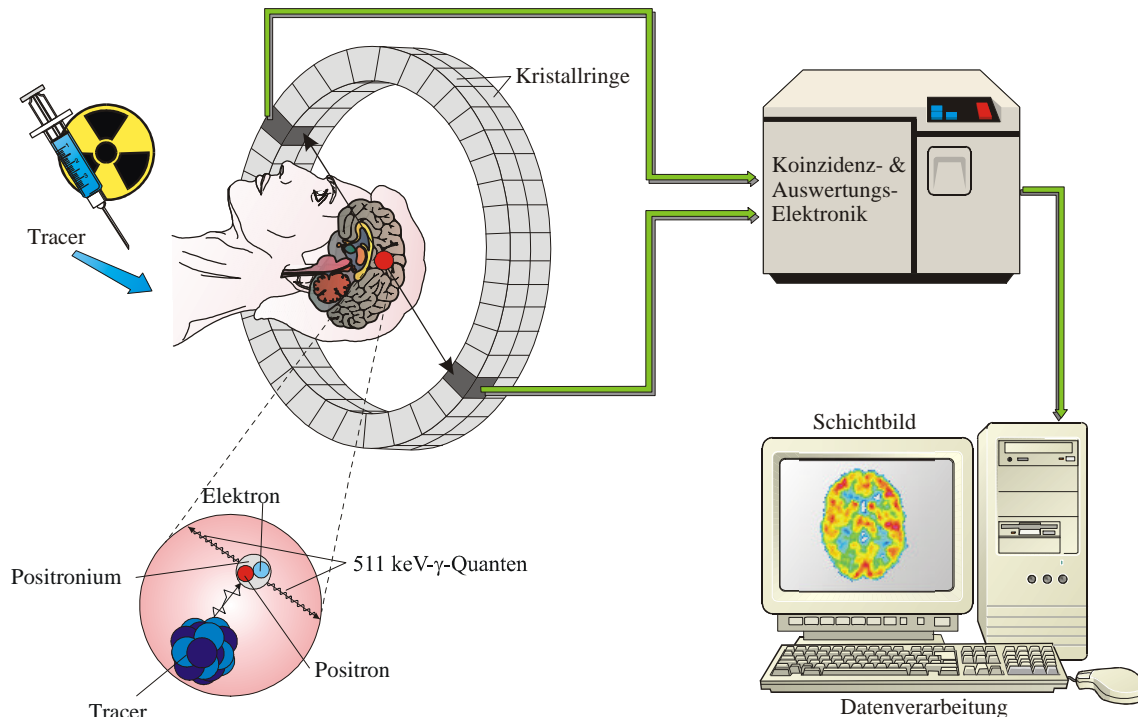 Kristallringe
Tracer
Koinzidenz- &
Auswertungs-
Elektronik
Schichtbild
Elektron
Positronium
511 keV-γ-Quanten
Positron
Tracer
Datenverarbeitung